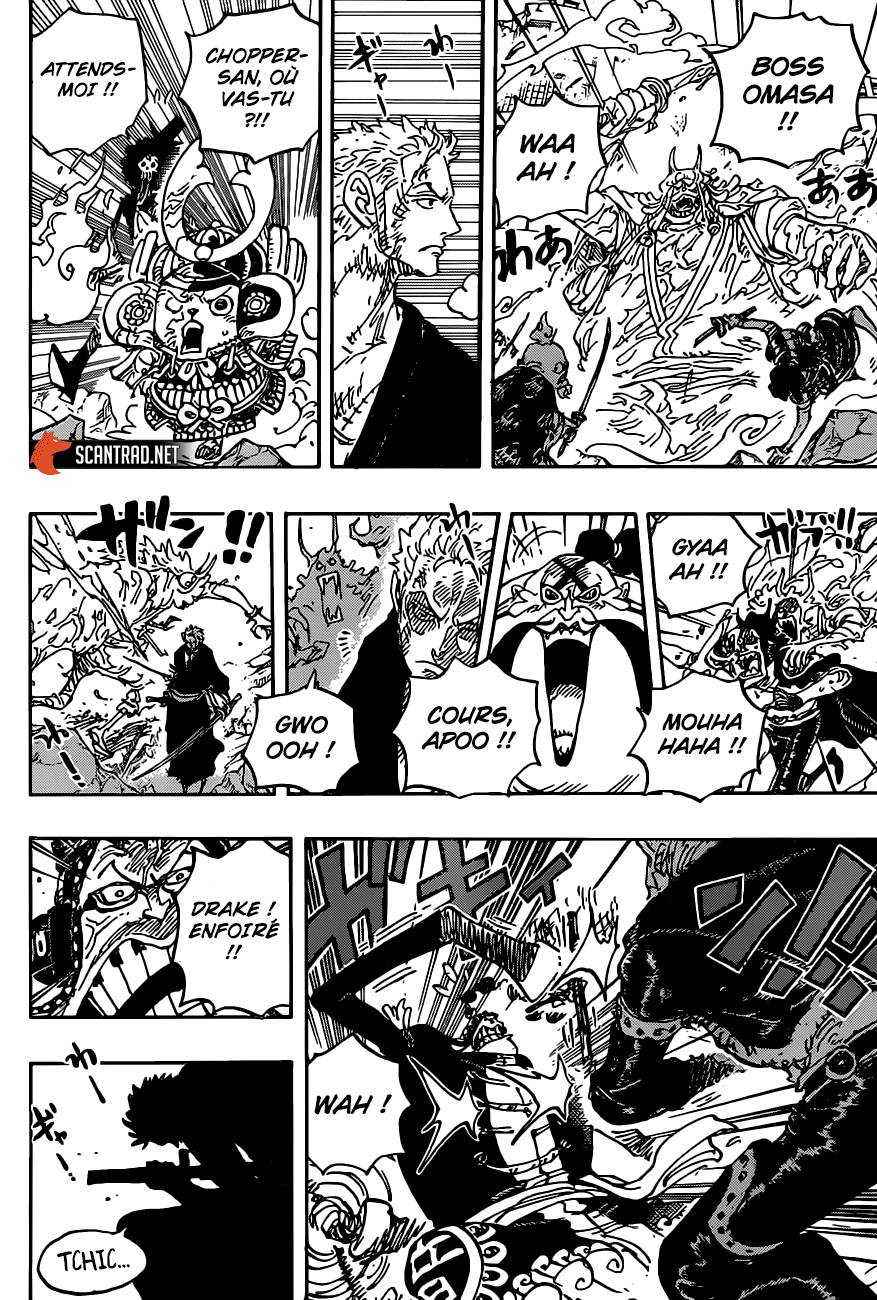 ATTENDS-
MOI !!
CHOPPER-
SAN, OÙ
VAS-TU
?!!
BOSS
OMASA
!!
WAA
AH !
SCANTRAD.NET
GWO
OOH !
COURS,
APOO !!
GYAA
AH !!
MOUHA
HAHA !!
DRAKE !
ENFOIRÉ
!!
WAH !
TCHIC...